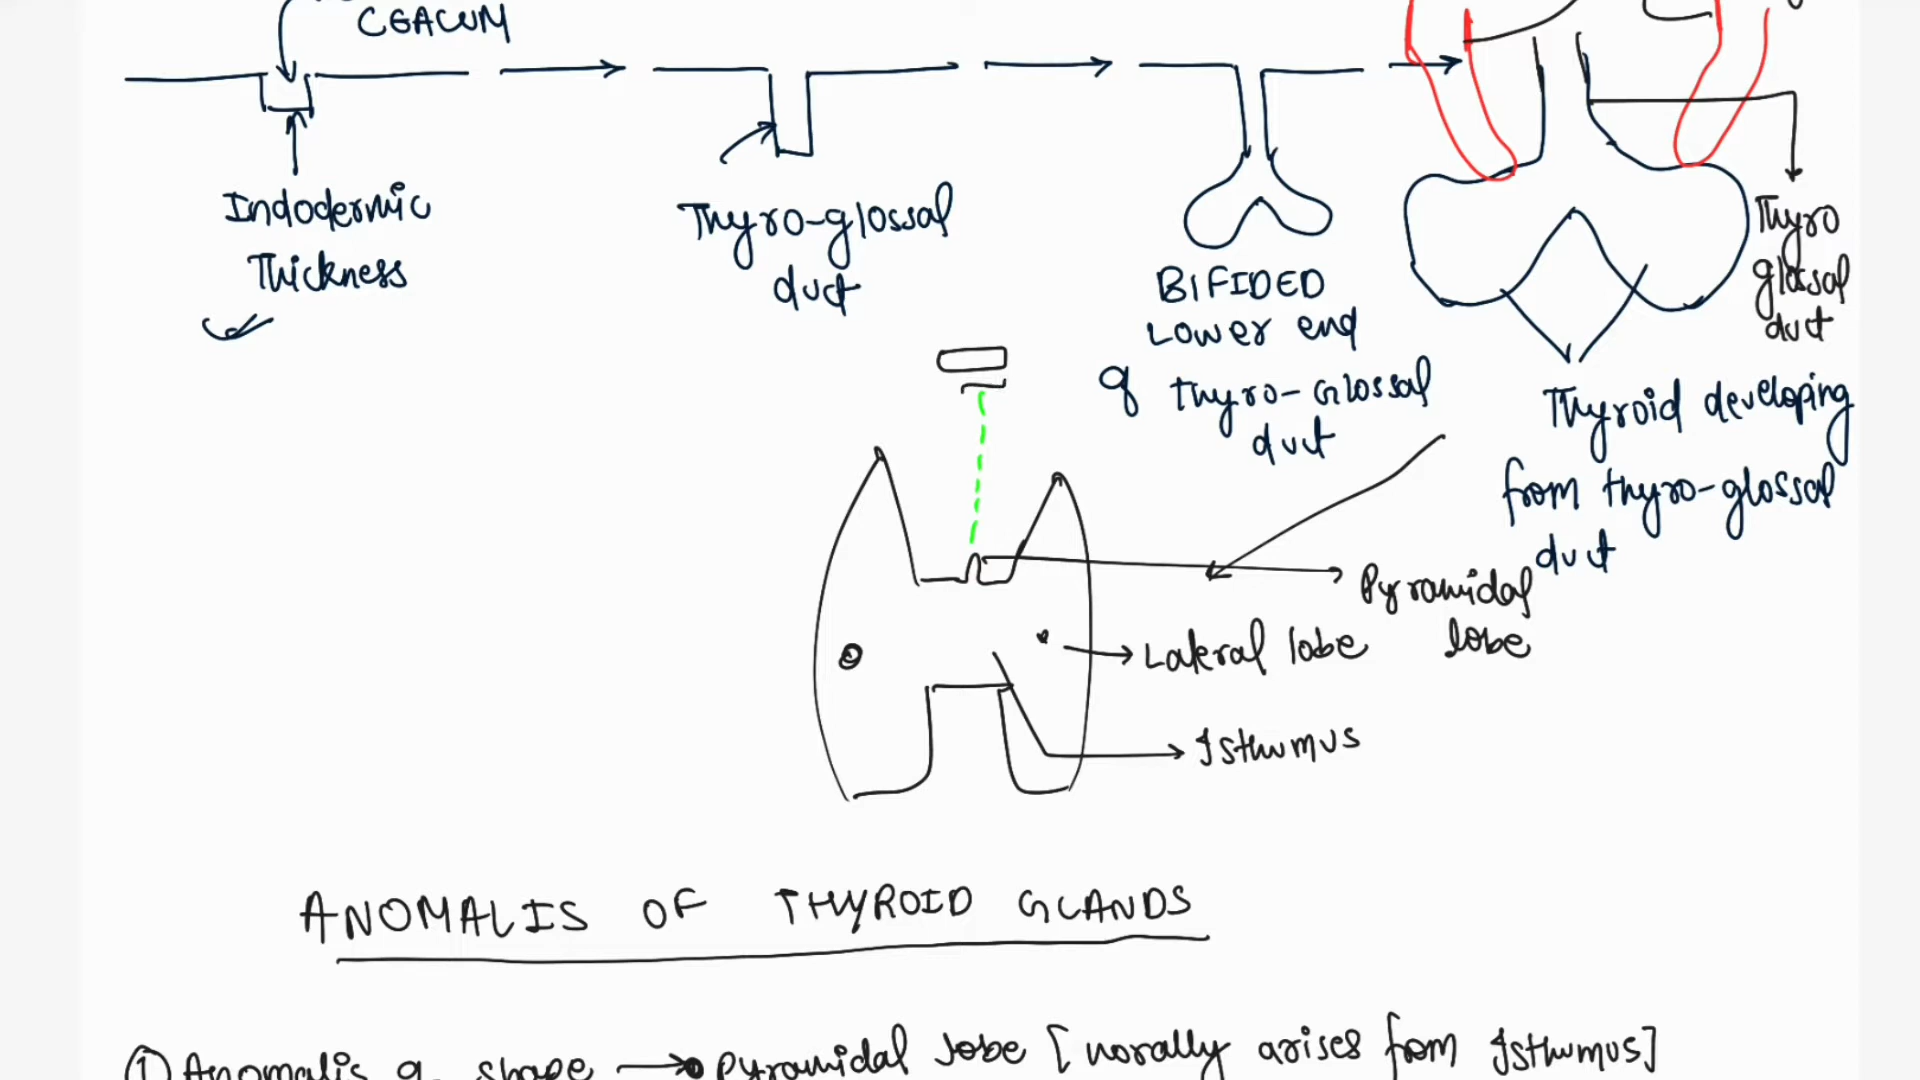 CGACUM
Indodermic
Thickness
Thyro-glossal
duct
BIFIDED
Lower end
of thyro-Glossal
duct
Thyro
glossal
duct
Thyroid developing
from thyro-glossal
duct
Pyramidal
lobe
Lateral lobe
Isthumus
ANOMALIS OF THYROID GLANDS
① Anomalis of shape → Pyramidal lobe [norally arises from Isthumus]